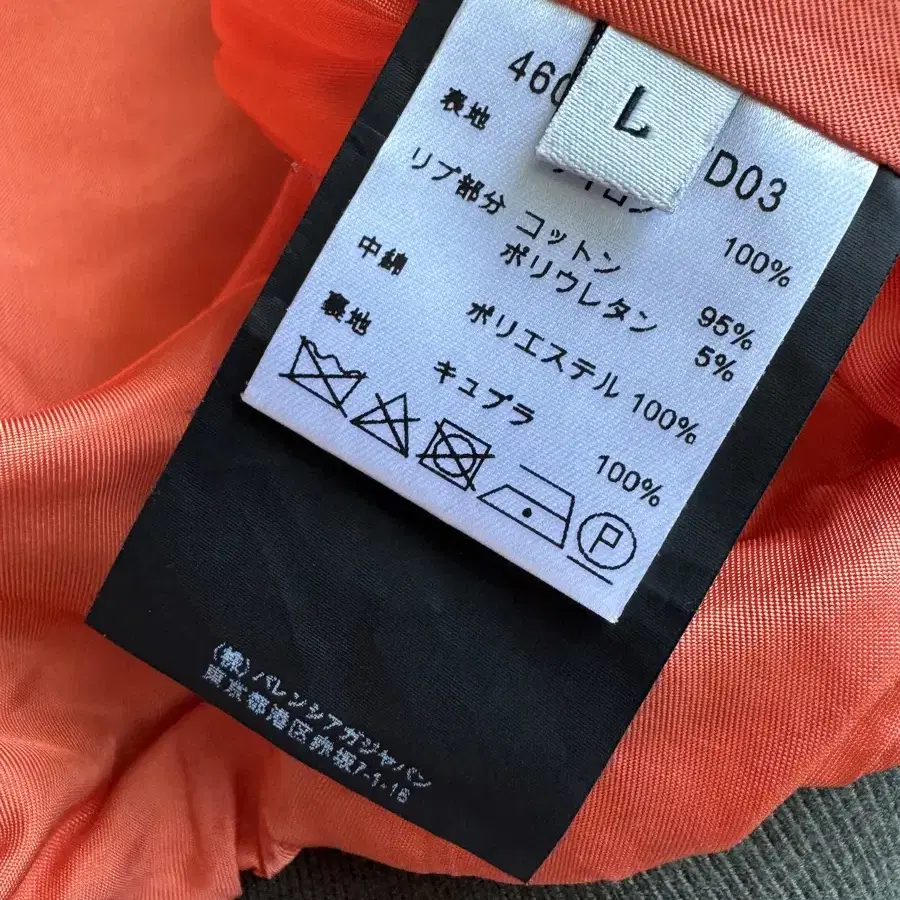 L
460
D03
表地
100%
リブ部分 コットン 95%
ポリウレタン 5%
中綿 ポリエステル 100%
裏地 キュプラ 100%
P
(株)バレンシアガジャパン
東京都港区赤坂7-1-16